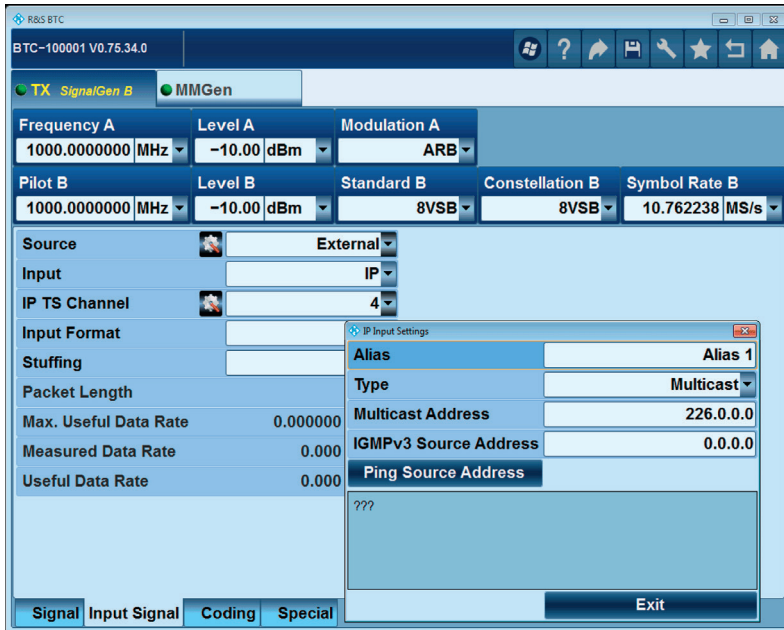 R&S BTC
BTC-100001 V0.75.34.0
?
TX SignalGen B
MMGen
Frequency A
Level A
Modulation A
1000.0000000 MHz
-10.00 dBm
ARB
Pilot B
Level B
Standard B
Constellation B
Symbol Rate B
1000.0000000 MHz
-10.00 dBm
8VSB
8VSB
10.762238 MS/s
Source
External
Input
IP
IP TS Channel
4
Input Format
Stuffing
Packet Length
Max. Useful Data Rate
0.000000
Measured Data Rate
0.000
Useful Data Rate
0.000
IP Input Settings
Alias
Alias 1
Type
Multicast
Multicast Address
226.0.0.0
IGMPv3 Source Address
0.0.0.0
Ping Source Address
???
Exit
Signal
Input Signal
Coding
Special